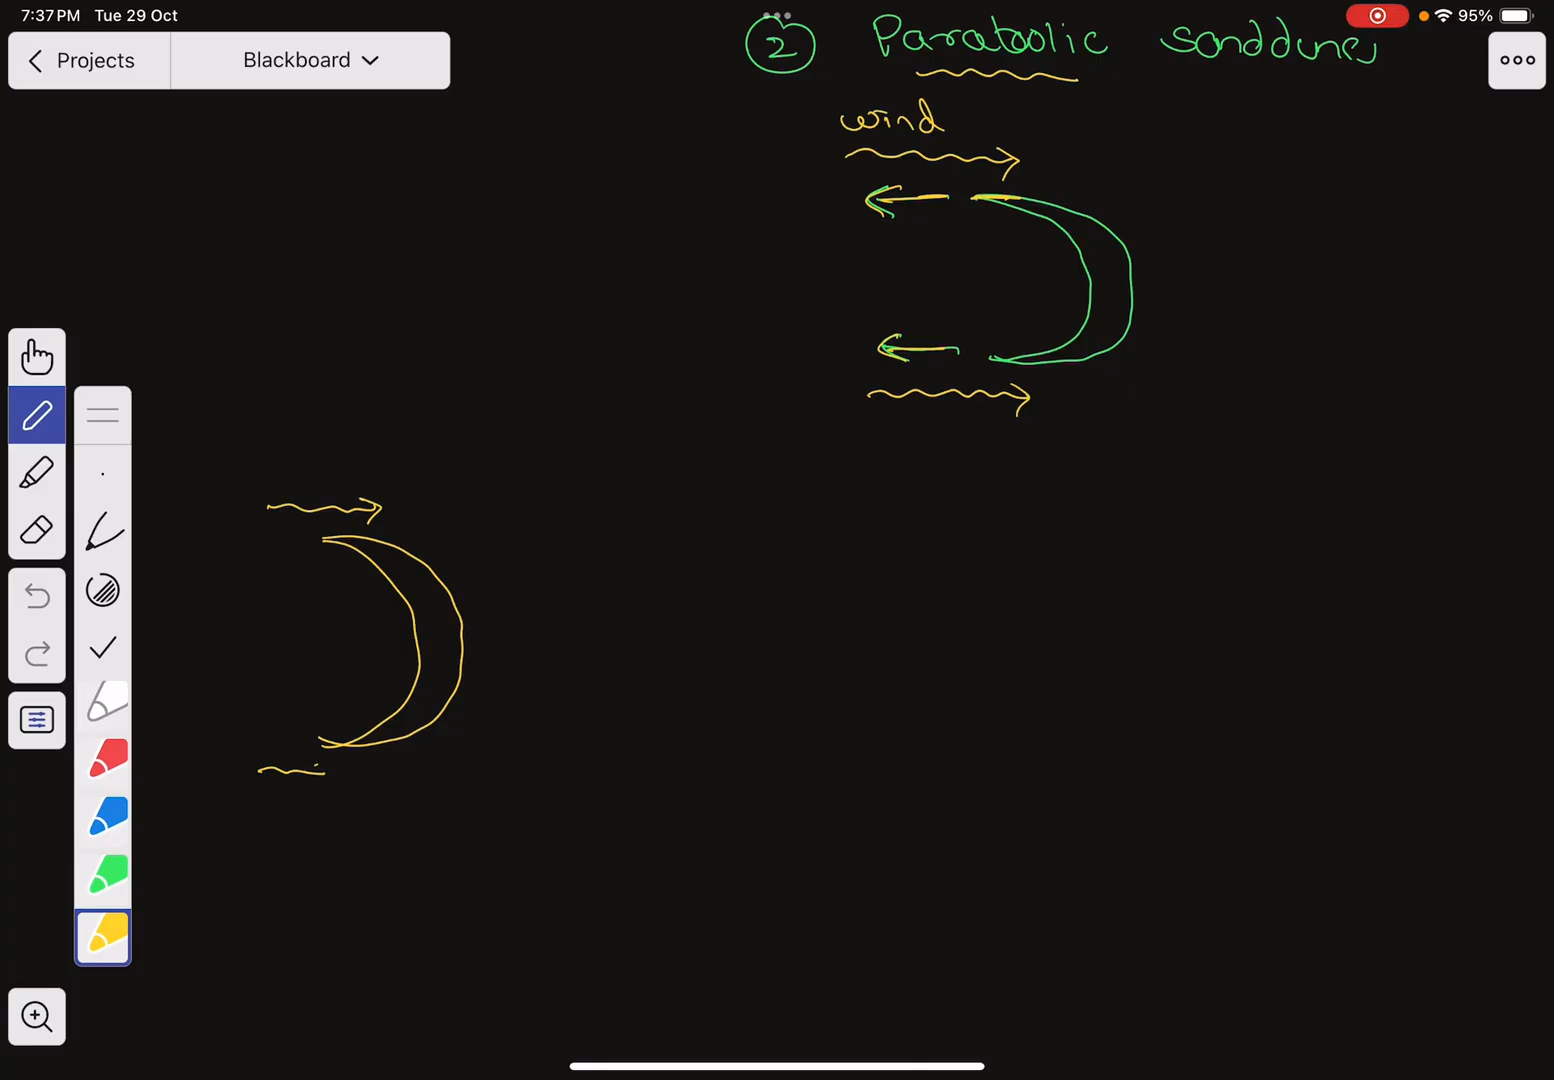 7:37 PM Tue 29 Oct
95%
Projects
Blackboard
2 Parabolic sanddunes
wind